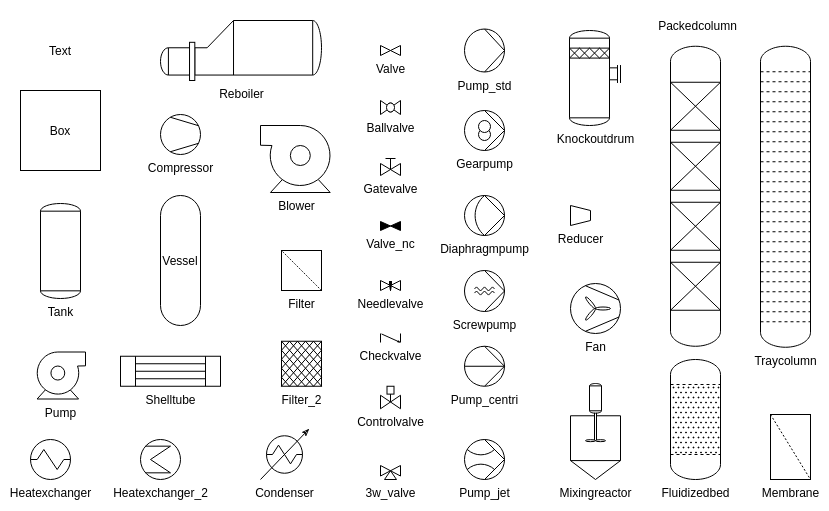 Text
Reboiler
Valve
Pump_std
Packedcolumn
Box
Compressor
Blower
Ballvalve
Gearpump
Knockoutdrum
Gatevalve
Tank
Vessel
Filter
Valve_nc
Diaphragmpump
Reducer
Needlevalve
Screwpump
Fan
Checkvalve
Traycolumn
Pump
Shelltube
Filter_2
Controlvalve
Pump_centri
Heatexchanger
Heatexchanger_2
Condenser
3w_valve
Pump_jet
Mixingreactor
Fluidizedbed
Membrane